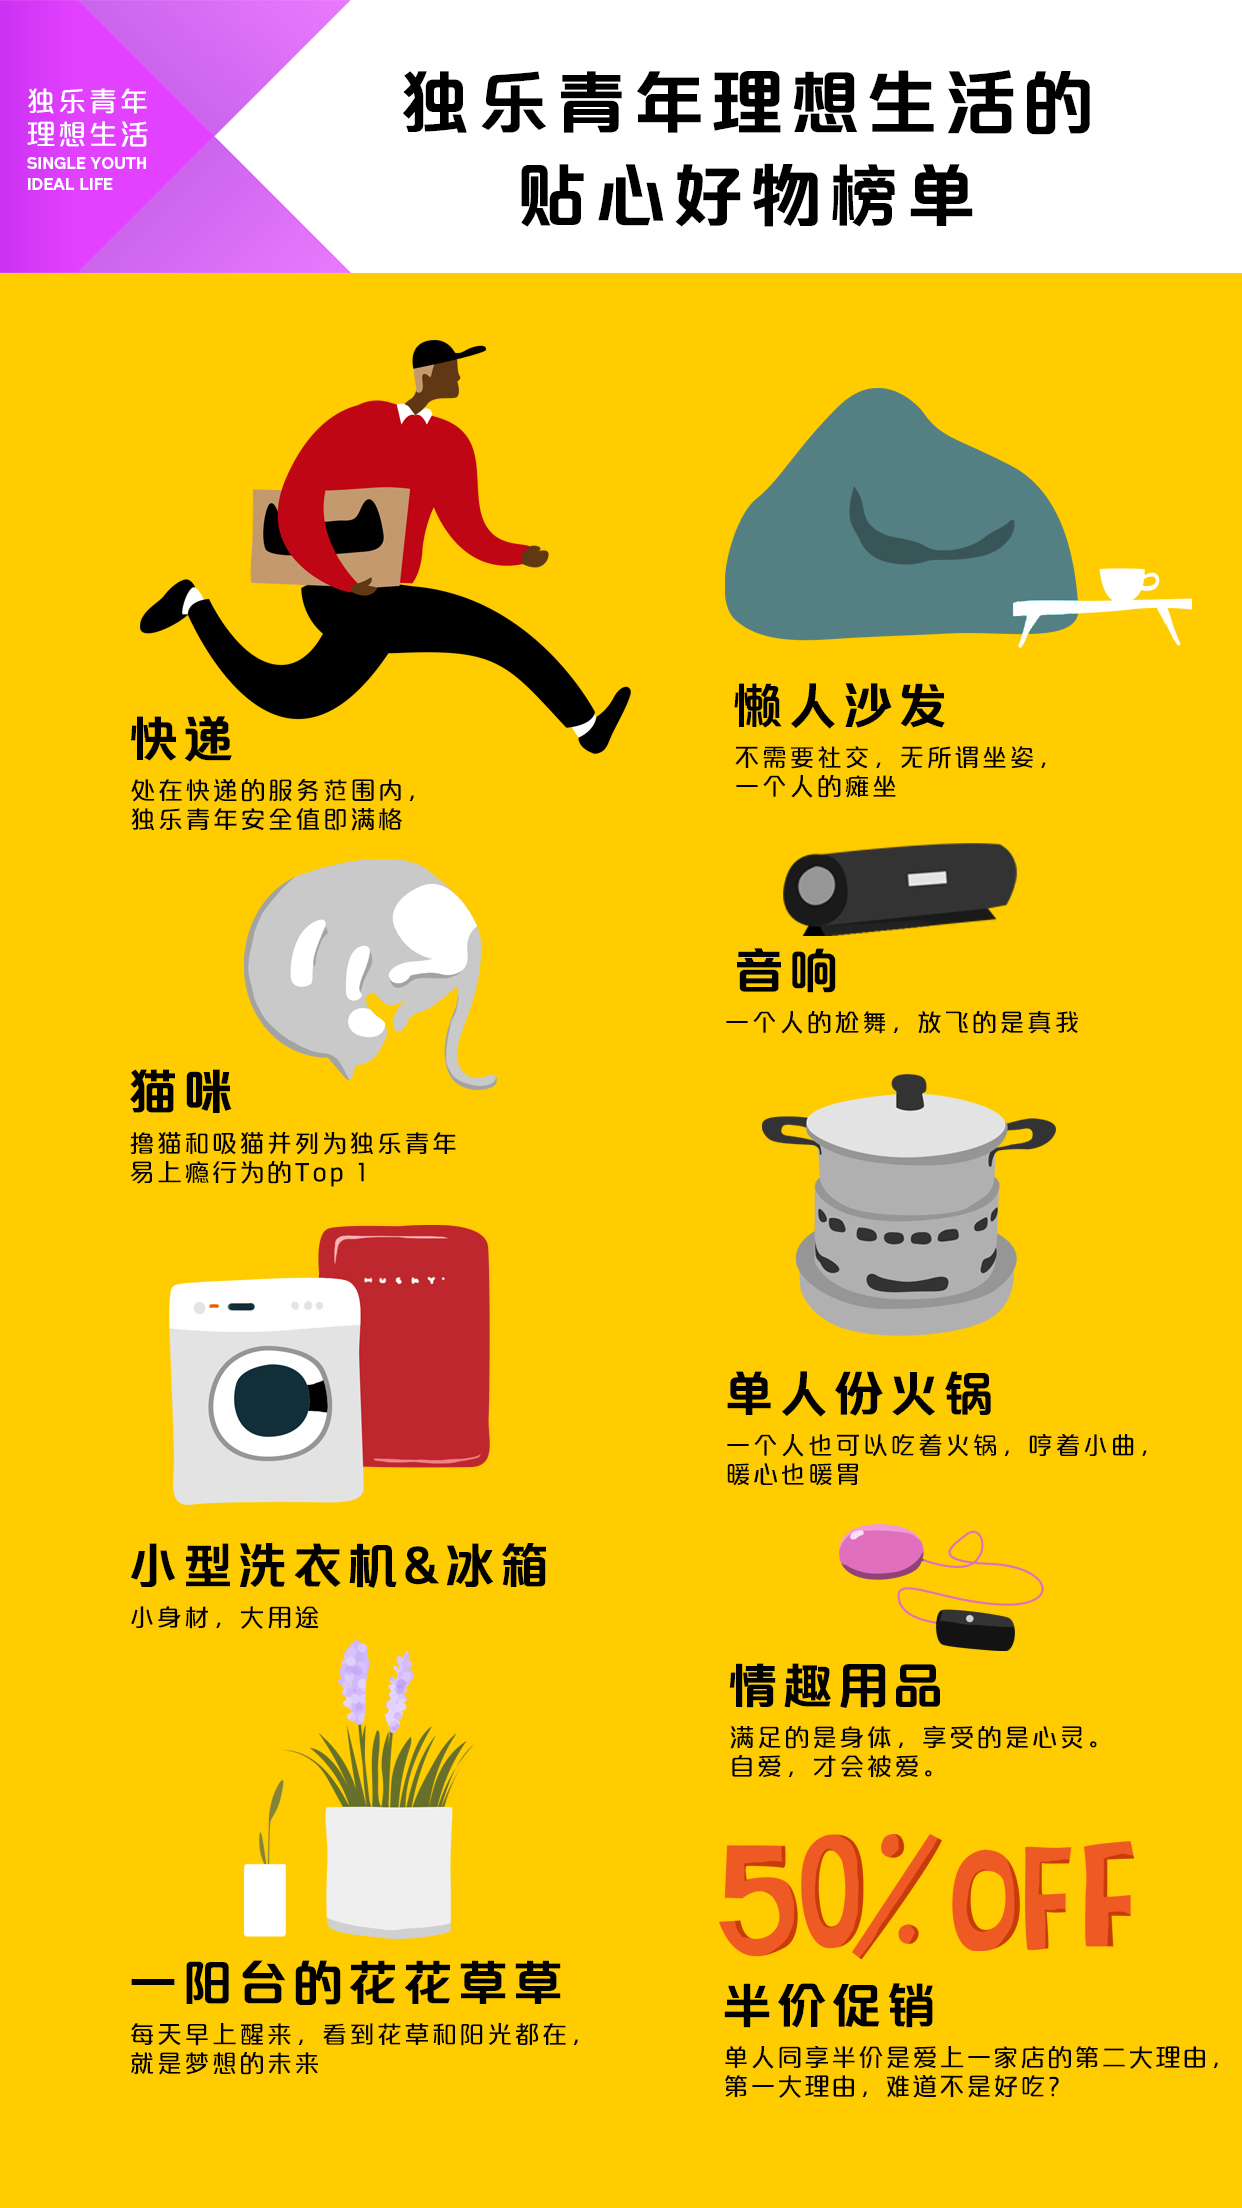 独乐青年
理想生活
SINGLE YOUTH
IDEAL LIFE
独乐青年理想生活的
贴心好物榜单
快递
处在快递的服务范围内，
独乐青年安全值即满格
猫咪
撸猫和吸猫并列为独乐青年
易上瘾行为的Top 1
HUSKY
小型洗衣机&冰箱
小身材，大用途
一阳台的花花草草
每天早上醒来，看到花草和阳光都在，
就是梦想的未来
懒人沙发
不需要社交，无所谓坐姿，
一个人的瘫坐
音响
一个人的尬舞，放飞的是真我
单人份火锅
一个人也可以吃着火锅，哼着小曲，
暖心也暖胃
情趣用品
满足的是身体，享受的是心灵。
自爱，才会被爱。
50%OFF
半价促销
单人同享半价是爱上一家店的第二大理由，
第一大理由，难道不是好吃？